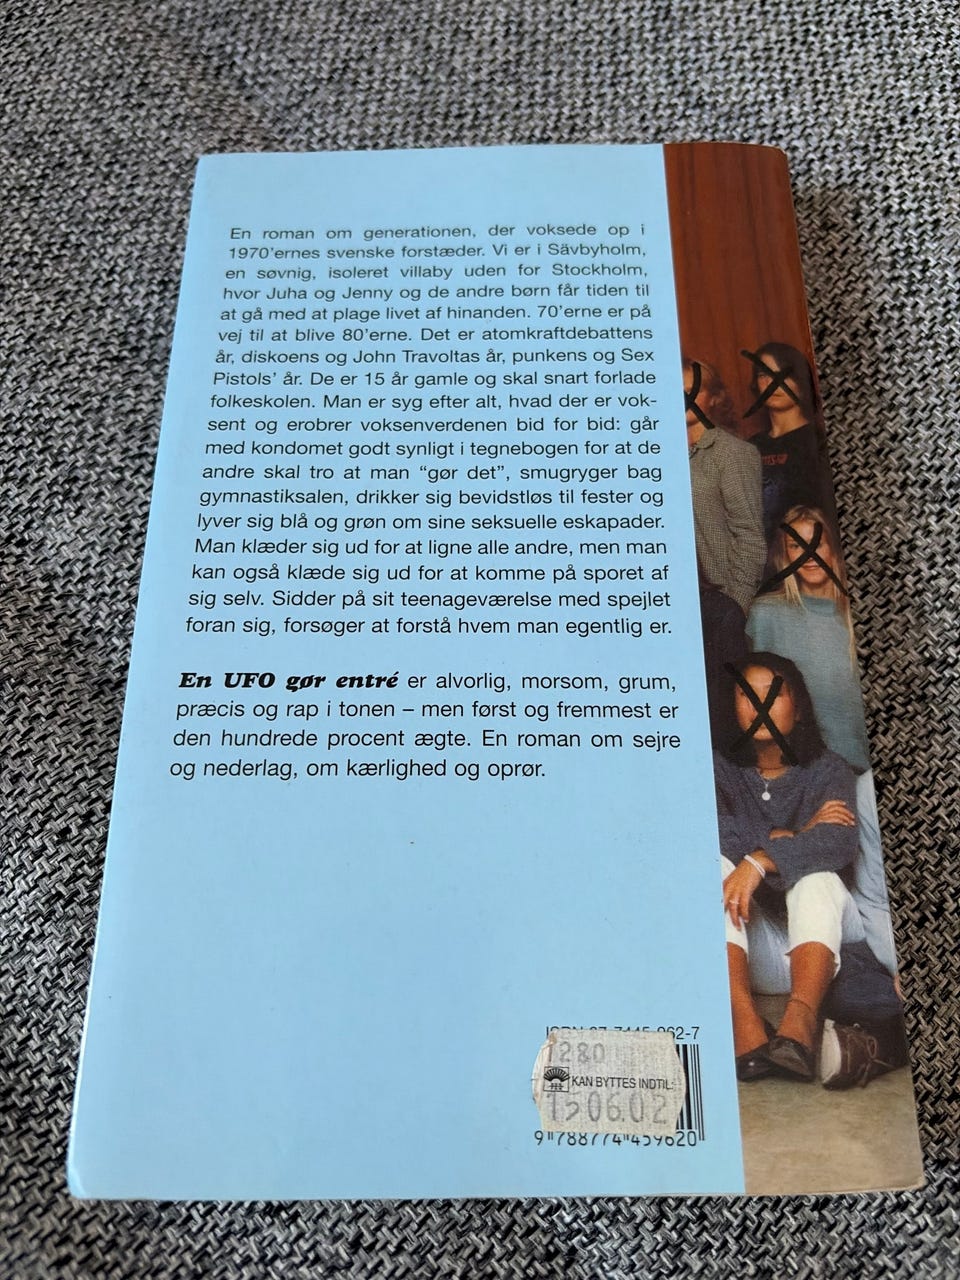 En roman om generationen, der voksede op i
1970'ernes svenske forstæder. Vi er i Sävbyholm,
en søvnig, isoleret villaby uden for Stockholm,
hvor Juha og Jenny og de andre børn får tiden til
at gå med at plage livet af hinanden. 70'erne er på
vej til at blive 80'erne. Det er atomkraftdebattens
år, diskoens og John Travoltas år, punkens og Sex
Pistols' år. De er 15 år gamle og skal snart forlade
folkeskolen. Man er syg efter alt, hvad der er vok-
sent og erobrer voksenverdenen bid for bid: går
med kondomet godt synligt i tegnebogen for at de
andre skal tro at man "gør det", smugryger bag
gymnastiksalen, drikker sig bevidstløs til fester og
lyver sig blå og grøn om sine seksuelle eskapader.
Man klæder sig ud for at ligne alle andre, men man
kan også klæde sig ud for at komme på sporet af
sig selv. Sidder på sit teenageværelse med spejlet
foran sig, forsøger at forstå hvem man egentlig er.
En UFO gør entré er alvorlig, morsom, grum,
præcis og rap i tonen – men først og fremmest er
den hundrede procent ægte. En roman om sejre
og nederlag, om kærlighed og oprør.
ISBN 87-7445-962-7
1280
KAN BYTTES INDTIL:
15 06.02
9 788774 459620